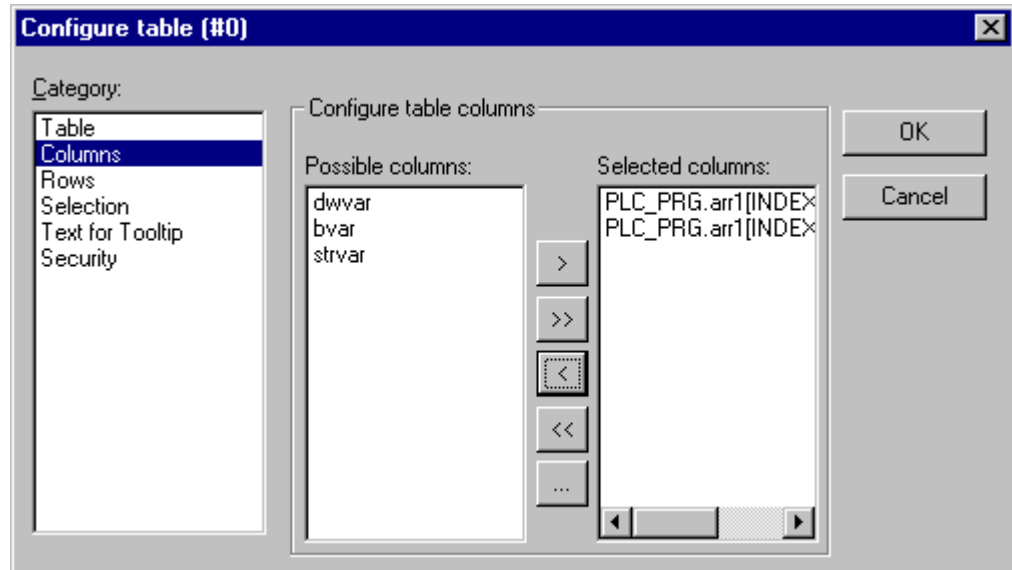 Configure table (#0)
Category:
Table
Columns
Rows
Selection
Text for Tooltip
Security
Configure table columns
Possible columns:
dwvar
bvar
strvar
>
>>
<
<<
...
Selected columns:
PLC_PRG.arr1[INDEX
PLC_PRG.arr1[INDEX
OK
Cancel